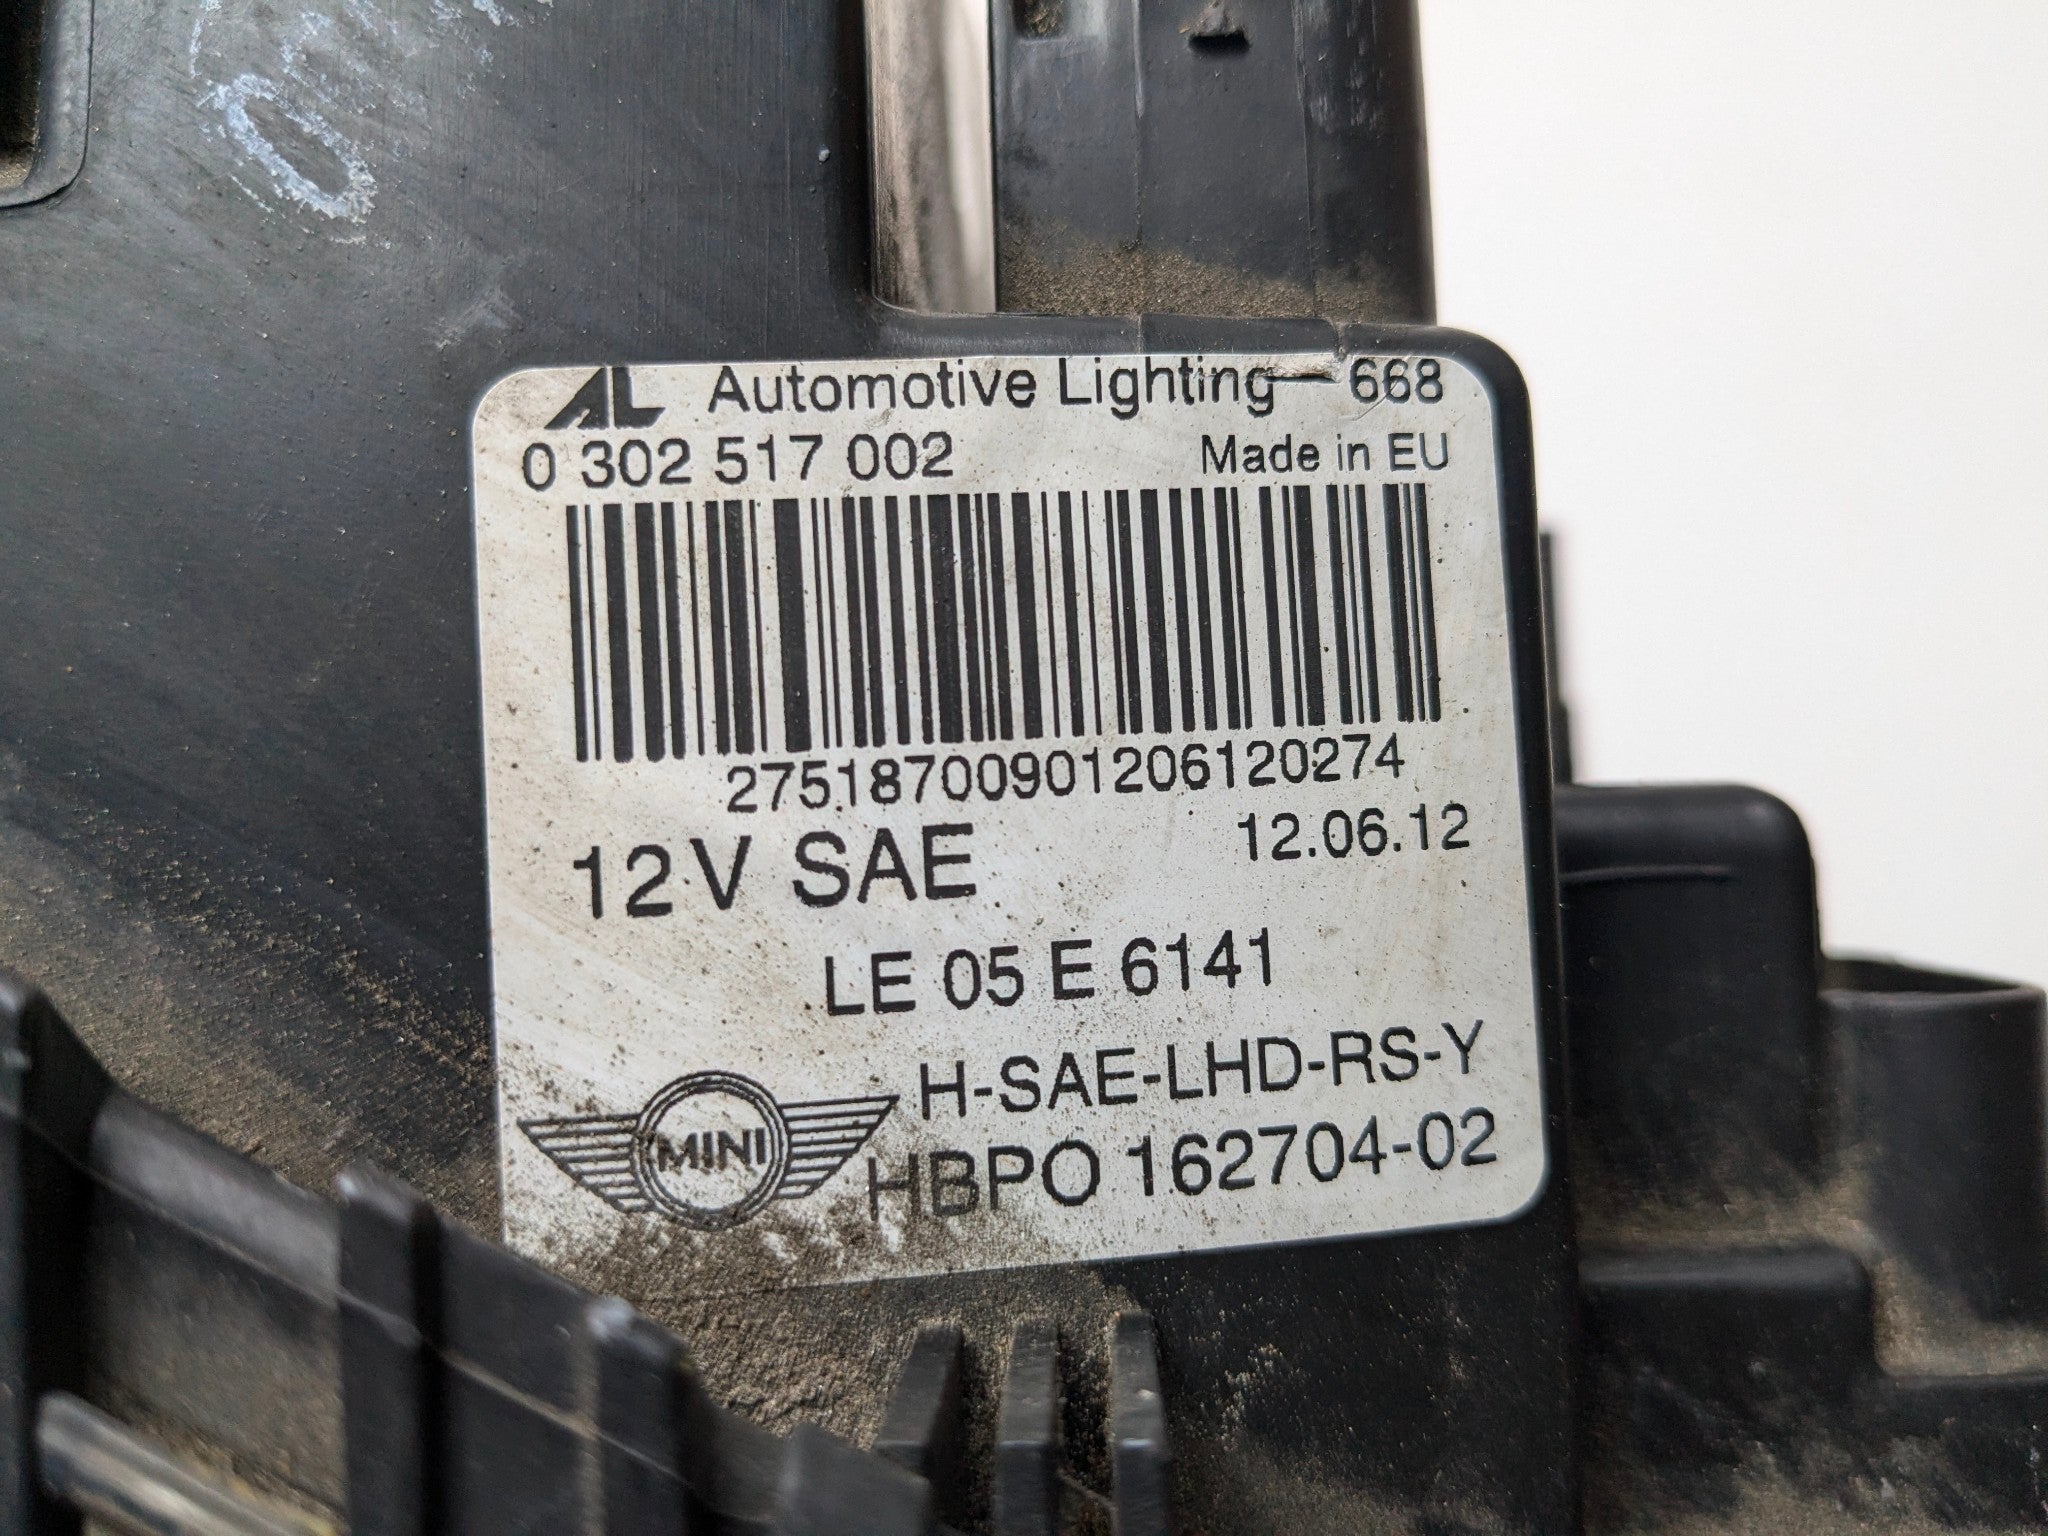 AL Automotive Lighting 668
0 302 517 002 Made in EU
27518700901206120274
12V SAE 12.06.12
LE 05 E 6141
H-SAE-LHD-RS-Y
MINI HBPO 162704-02